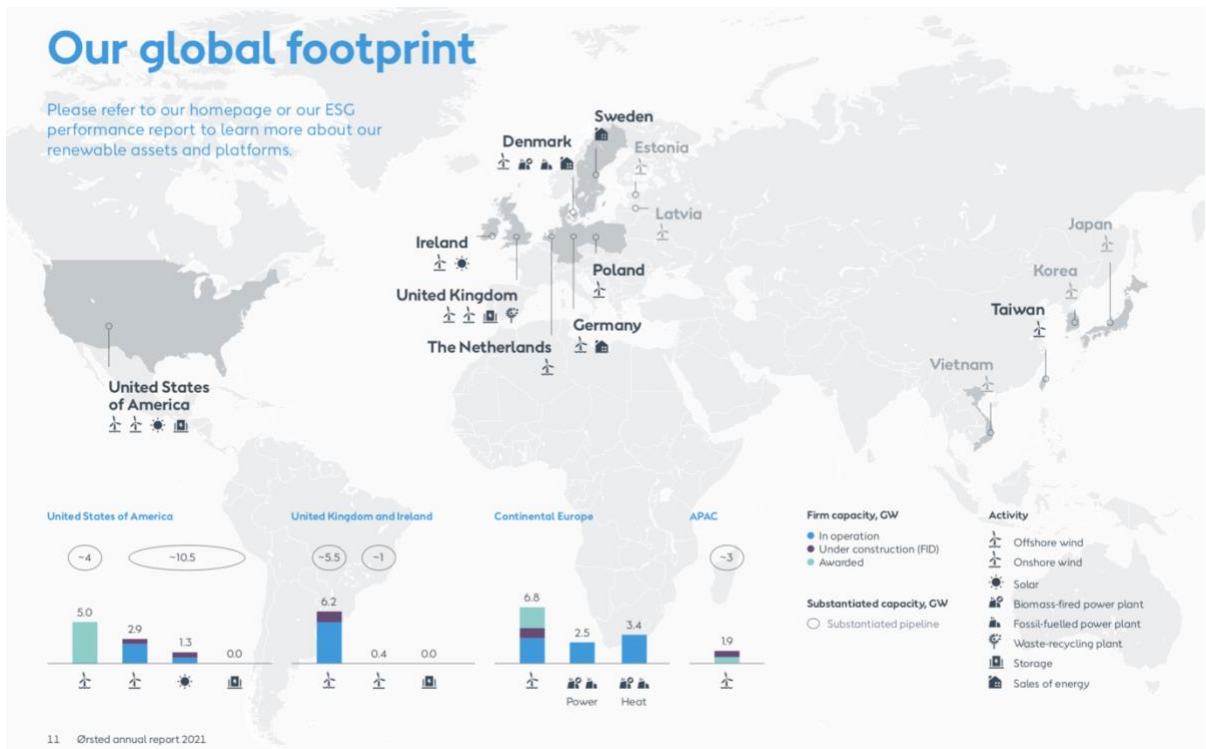 Our global footprint
Please refer to our homepage or our ESG
performance report to learn more about our
renewable assets and platforms.
Sweden
Denmark
Estonia
Latvia
Ireland
Poland
United Kingdom
Germany
The Netherlands
Japan
Korea
Taiwan
Vietnam
United States
of America
United States of America
~4
~10.5
5.0
2.9
1.3
0.0
United Kingdom and Ireland
~5.5
~1
6.2
0.4
0.0
Continental Europe
6.8
2.5
3.4
Power
Heat
APAC
~3
1.9
Firm capacity, GW
In operation
Under construction (FID)
Awarded
Substantiated capacity, GW
Substantiated pipeline
Activity
Offshore wind
Onshore wind
Solar
Biomass-fired power plant
Fossil-fuelled power plant
Waste-recycling plant
Storage
Sales of energy
11 Ørsted annual report 2021